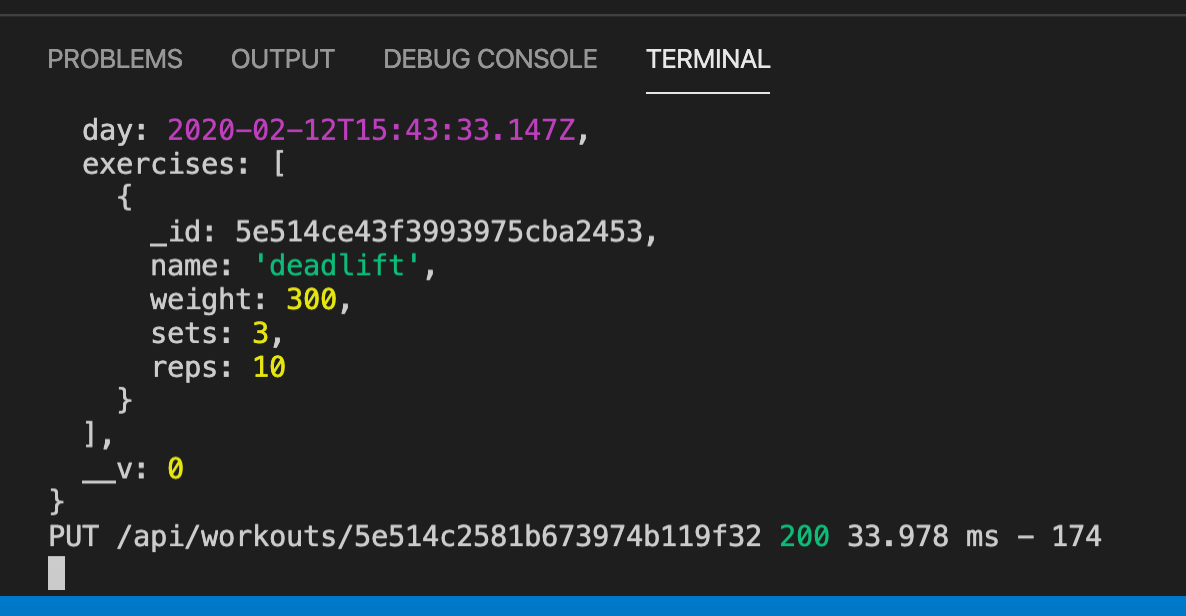 PROBLEMS OUTPUT DEBUG CONSOLE TERMINAL
day: 2020-02-12T15:43:33.147Z,
exercises: [
{
_id: 5e514ce43f3993975cba2453,
name: 'deadlift',
weight: 300,
sets: 3,
reps: 10
}
],
__v: 0
}
PUT /api/workouts/5e514c2581b673974b119f32 200 33.978 ms - 174